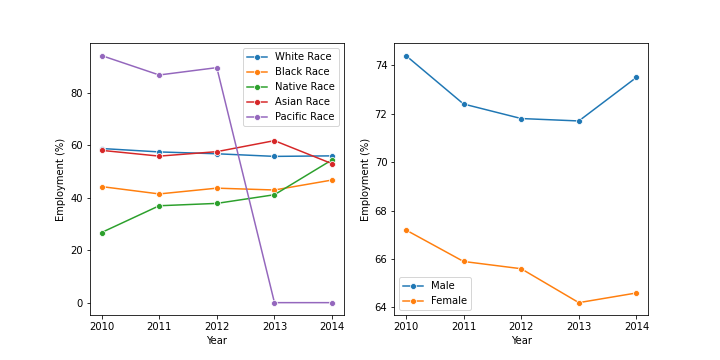 Employment (%)
80
60
40
20
0
2010 2011 2012 2013 2014
Year
White Race
Black Race
Native Race
Asian Race
Pacific Race
Employment (%)
74
72
70
68
66
64
2010 2011 2012 2013 2014
Year
Male
Female